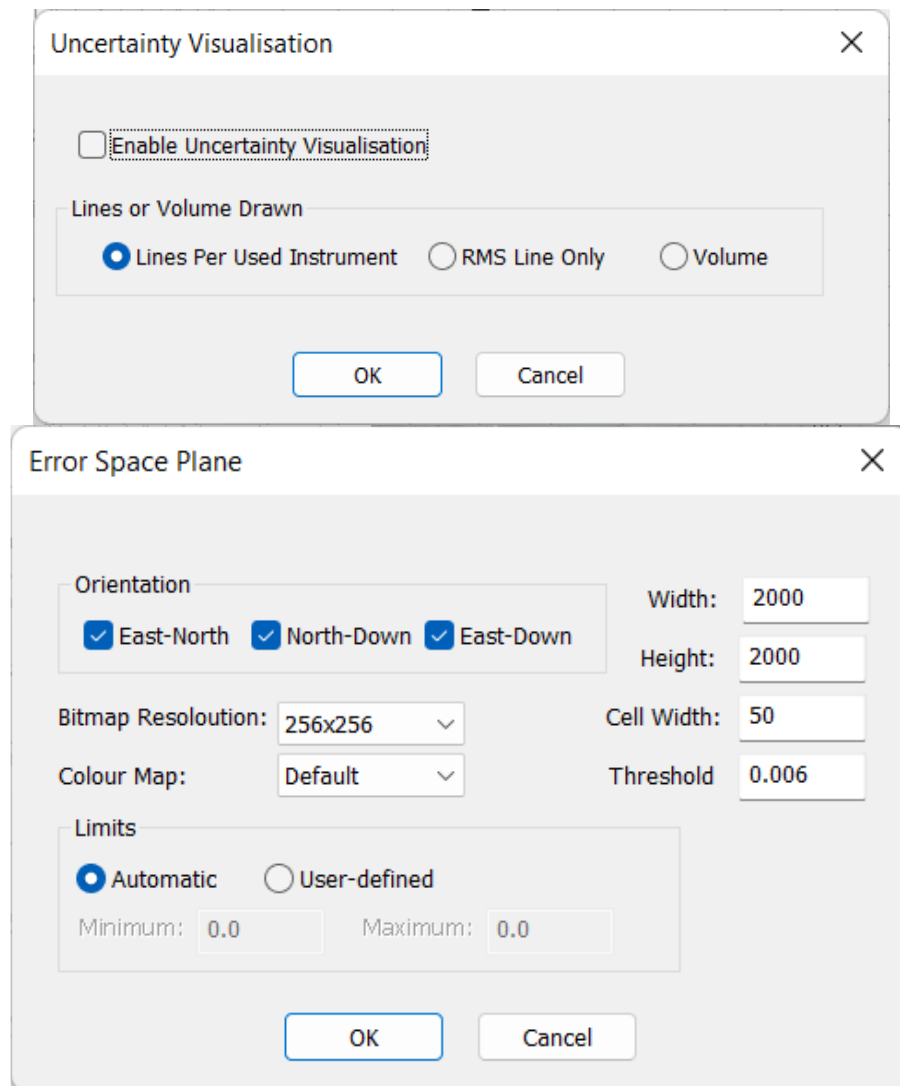 Uncertainty Visualisation
Enable Uncertainty Visualisation
Lines or Volume Drawn
Lines Per Used Instrument RMS Line Only Volume
OK Cancel
Error Space Plane
Orientation
East-North North-Down East-Down
Width: 2000
Height: 2000
Bitmap Resoloution: 256x256
Cell Width: 50
Colour Map: Default
Threshold 0.006
Limits
Automatic User-defined
Minimum: 0.0 Maximum: 0.0
OK Cancel